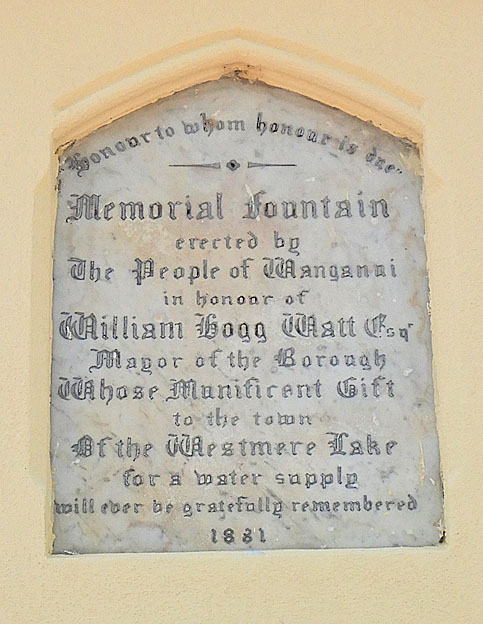 "Honour to whom honour is due"
Memorial Fountain
erected by
The People of Wanganui
in honour of
William Hogg Watt Esqr
Mayor of the Borough
Whose Munificent Gift
to the town
Of the Westmere Lake
for a water supply
will ever be gratefully remembered
1881